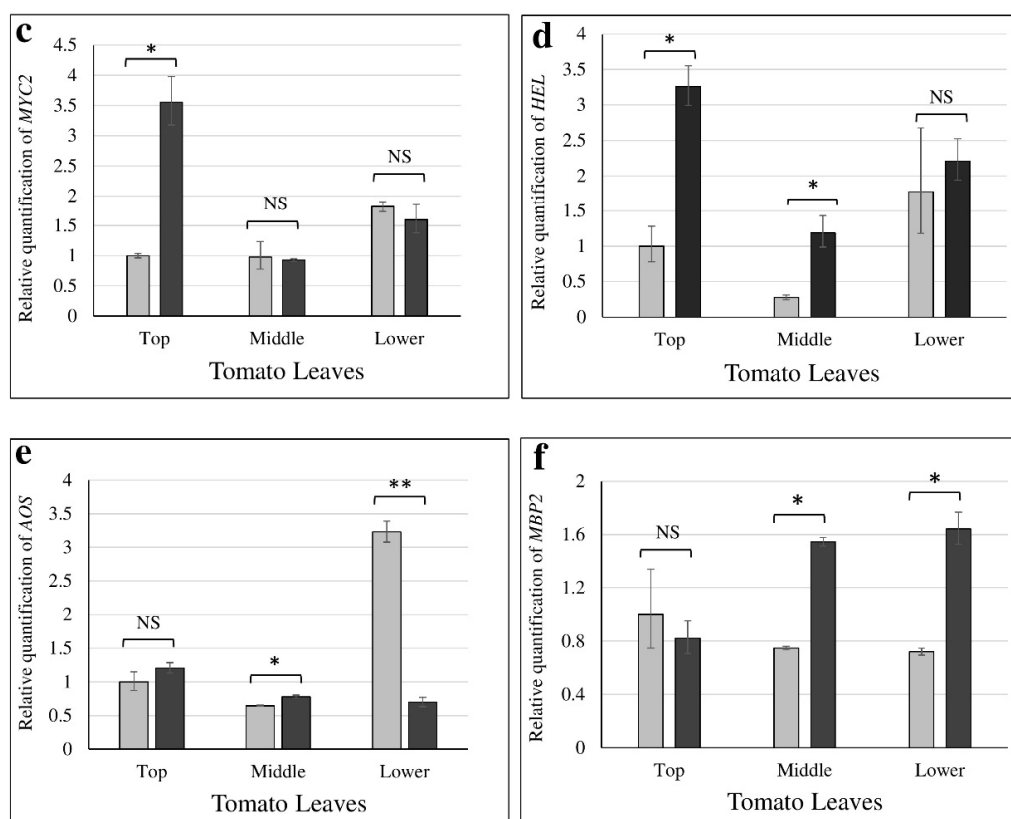 c
Relative quantification of MYC2
4.5
4
3.5
3
2.5
2
1.5
1
0.5
0
*
NS
NS
Top Middle Lower
Tomato Leaves
d
Relative quantification of HEL
4
3.5
3
2.5
2
1.5
1
0.5
0
*
*
NS
Top Middle Lower
Tomato Leaves
e
Relative quantification of AOS
4
3.5
3
2.5
2
1.5
1
0.5
0
NS
*
**
Top Middle Lower
Tomato Leaves
f
Relative quantification of MBP2
2
1.6
1.2
0.8
0.4
0
NS
*
*
Top Middle Lower
Tomato Leaves